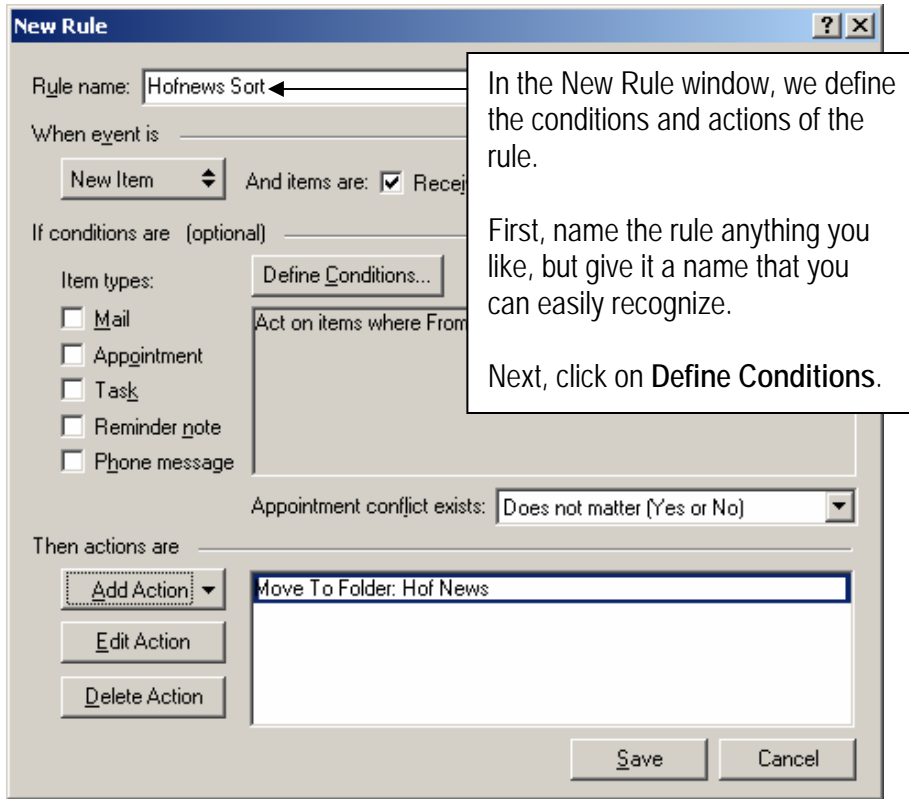 New Rule
Rule name: Hofnews Sort
In the New Rule window, we define
the conditions and actions of the
rule.
First, name the rule anything you
like, but give it a name that you
can easily recognize.
Next, click on Define Conditions.
When event is
New Item And items are:
If conditions are (optional)
Item types: Define Conditions...
Mail
Appointment
Task
Reminder note
Phone message
Act on items where From
Appointment conflict exists: Does not matter (Yes or No)
Then actions are
Add Action
Edit Action
Delete Action
Move To Folder: Hof News
Save Cancel